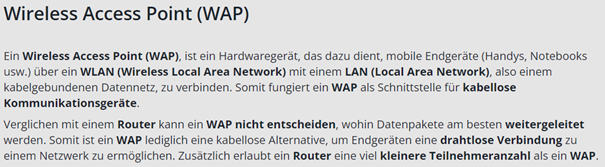 Wireless Access Point (WAP)
Ein Wireless Access Point (WAP), ist ein Hardwaregerät, das dazu dient, mobile Endgeräte (Handys, Notebooks
usw.) über ein WLAN (Wireless Local Area Network) mit einem LAN (Local Area Network), also einem
kabelgebundenen Datennetz, zu verbinden. Somit fungiert ein WAP als Schnittstelle für kabellose
Kommunikationsgeräte.
Verglichen mit einem Router kann ein WAP nicht entscheiden, wohin Datenpakete am besten weitergeleitet
werden. Somit ist ein WAP lediglich eine kabellose Alternative, um Endgeräten eine drahtlose Verbindung zu
einem Netzwerk zu ermöglichen. Zusätzlich erlaubt ein Router eine viel kleinere Teilnehmeranzahl als ein WAP.